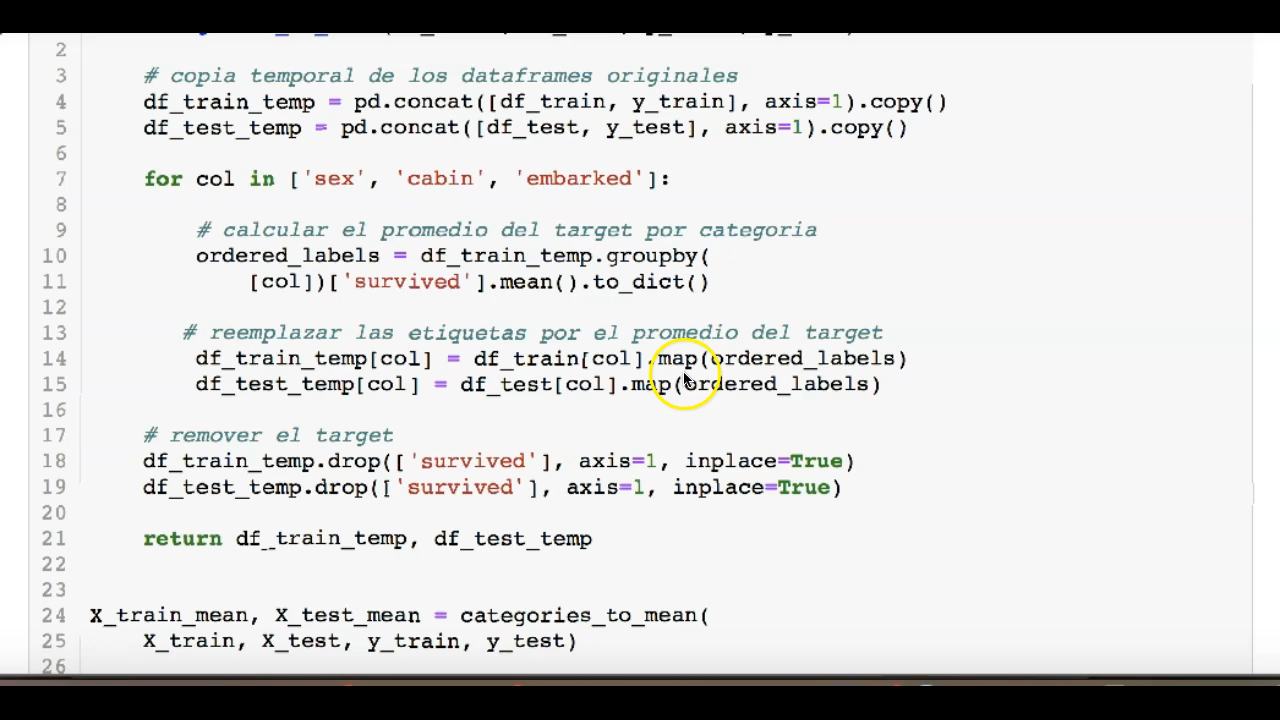 2
3 # copia temporal de los dataframes originales
4 df_train_temp = pd.concat([df_train, y_train], axis=1).copy()
5 df_test_temp = pd.concat([df_test, y_test], axis=1).copy()
6
7 for col in ['sex', 'cabin', 'embarked']:
8
9 # calcular el promedio del target por categoria
10 ordered_labels = df_train_temp.groupby(
11 [col])['survived'].mean().to_dict()
12
13 # reemplazar las etiquetas por el promedio del target
14 df_train_temp[col] = df_train[col].map(ordered_labels)
15 df_test_temp[col] = df_test[col].map(ordered_labels)
16
17 # remover el target
18 df_train_temp.drop(['survived'], axis=1, inplace=True)
19 df_test_temp.drop(['survived'], axis=1, inplace=True)
20
21 return df_train_temp, df_test_temp
22
23
24 X_train_mean, X_test_mean = categories_to_mean(
25 X_train, X_test, y_train, y_test)
26